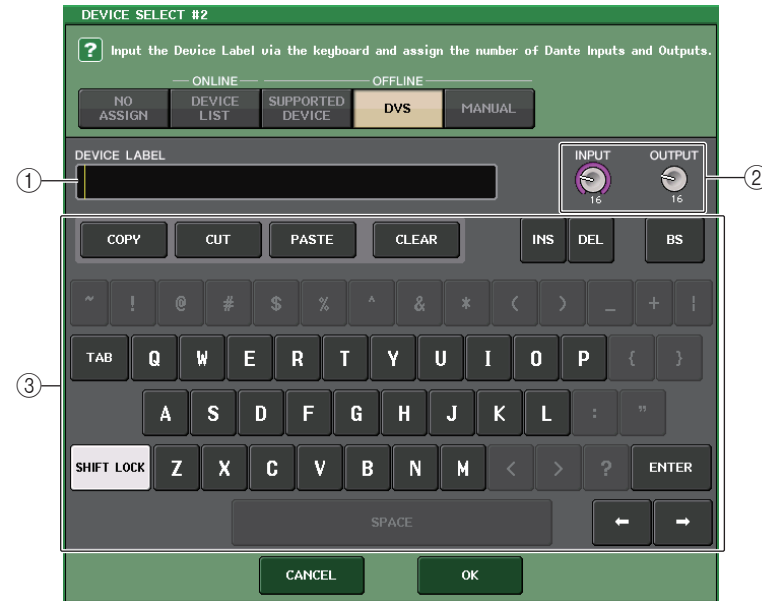 DEVICE SELECT #2
? Input the Device Label via the keyboard and assign the number of Dante Inputs and Outputs.
ONLINE OFFLINE
NO ASSIGN DEVICE LIST SUPPORTED DEVICE DVS MANUAL
DEVICE LABEL INPUT OUTPUT
1 2
16 16
COPY CUT PASTE CLEAR INS DEL BS
~ ! @ # $ % ^ & * ( ) _ + ¦
TAB Q W E R T Y U I O P { }
3
A S D F G H J K L : "
SHIFT LOCK Z X C V B N M < > ? ENTER
SPACE ← →
CANCEL OK